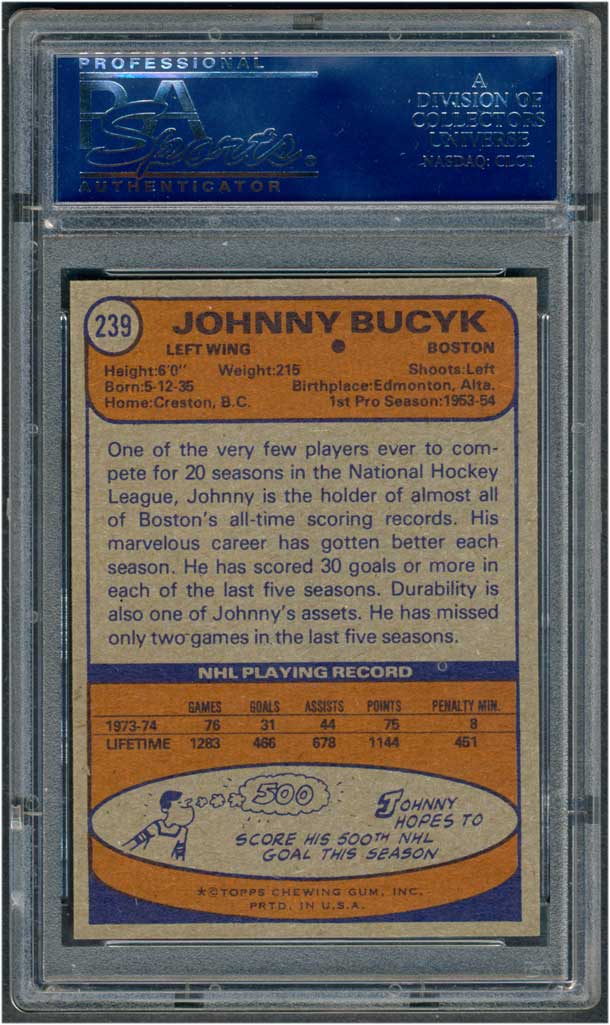 PROFESSIONAL
PSA
Sports
AUTHENTICATOR
A
DIVISION OF
COLLECTORS
UNIVERSE
NASDAQ: CLCT
239
JOHNNY BUCYK
LEFT WING • BOSTON
Height:6'0" Weight:215 Shoots:Left
Born:5-12-35 Birthplace:Edmonton, Alta.
Home:Creston, B.C. 1st Pro Season:1953-54
One of the very few players ever to com-
pete for 20 seasons in the National Hockey
League, Johnny is the holder of almost all
of Boston's all-time scoring records. His
marvelous career has gotten better each
season. He has scored 30 goals or more in
each of the last five seasons. Durability is
also one of Johnny's assets. He has missed
only two games in the last five seasons.
NHL PLAYING RECORD
GAMES GOALS ASSISTS POINTS PENALTY MIN.
1973-74 76 31 44 75 8
LIFETIME 1283 466 678 1144 451
500
JOHNNY
HOPES TO
SCORE HIS 500TH NHL
GOAL THIS SEASON
*©TOPPS CHEWING GUM, INC.
PRTD. IN U.S.A.